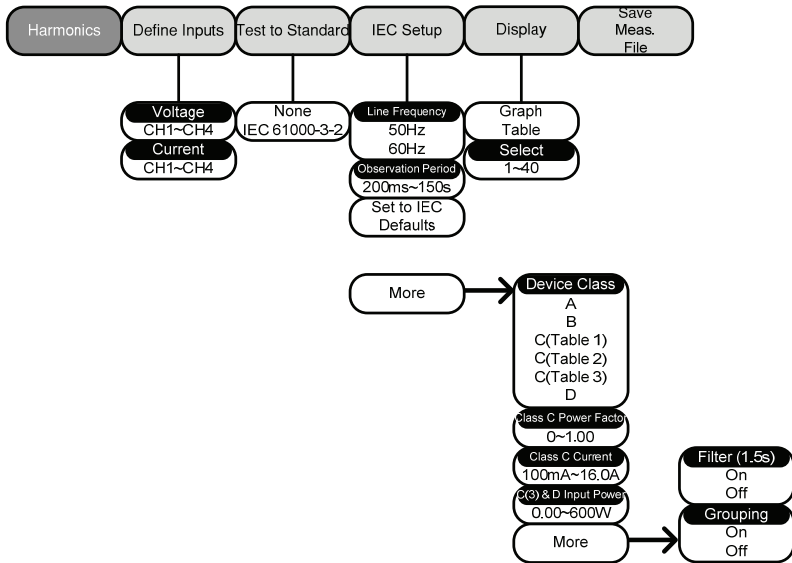 Harmonics
Define Inputs
Test to Standard
IEC Setup
Display
Save
Meas.
File
Voltage
CH1~CH4
Current
CH1~CH4
None
IEC 61000-3-2
Line Frequency
50Hz
60Hz
Observation Period
200ms~150s
Set to IEC
Defaults
Graph
Table
Select
1~40
More
Device Class
A
B
C(Table 1)
C(Table 2)
C(Table 3)
D
Class C Power Factor
0~1.00
Class C Current
100mA~16.0A
C(3) & D Input Power
0.00~600W
More
Filter (1.5s)
On
Off
Grouping
On
Off